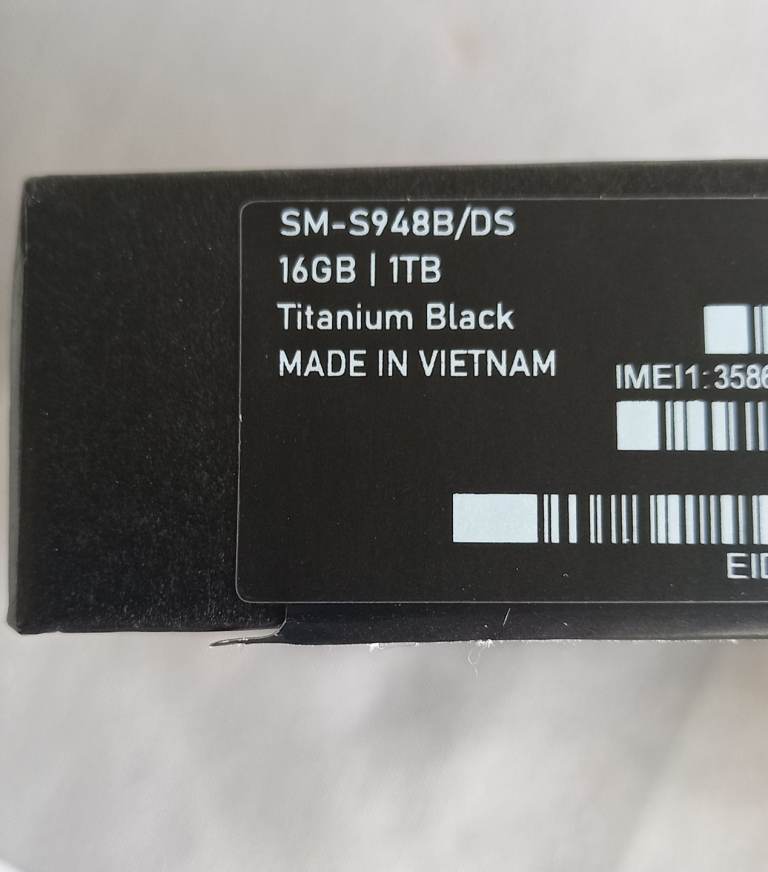 SM-S948B/DS
16GB | 1TB
Titanium Black
MADE IN VIETNAM
IMEI1: 3586
EID